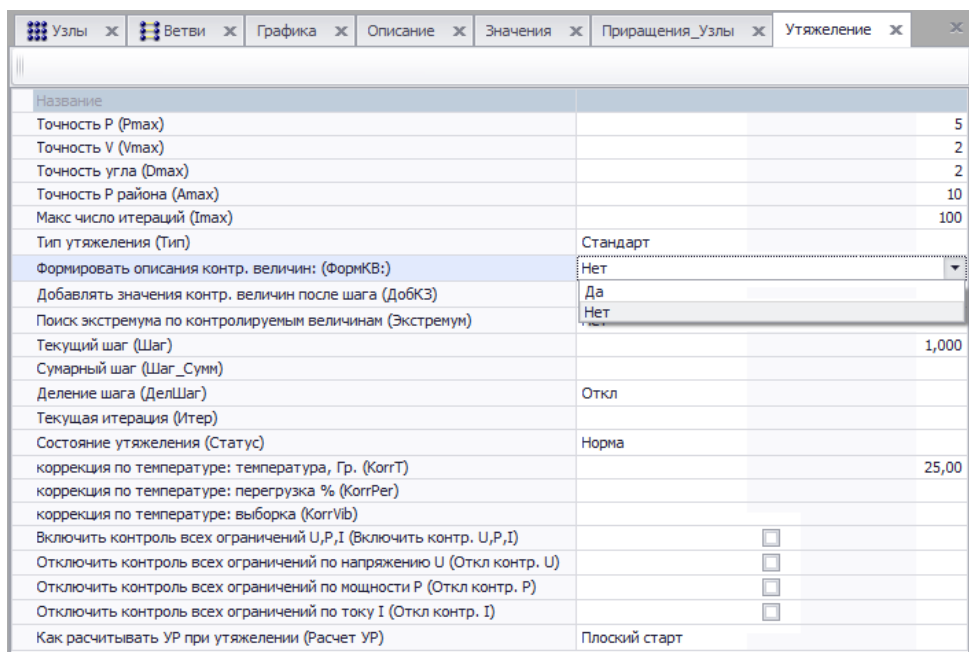 Узлы Ветви Графика Описание Значения Приращения_Узлы Утяжеление
Название
Точность P (Pmax) 5
Точность V (Vmax) 2
Точность угла (Dmax) 2
Точность P района (Amax) 10
Макс число итераций (Imax) 100
Тип утяжеления (Тип) Стандарт
Формировать описания контр. величин: (ФормКВ:) Нет
Добавлять значения контр. величин после шага (ДобКЗ) Да
Поиск экстремума по контролируемым величинам (Экстремум) Нет
Текущий шаг (Шаг) 1,000
Сумарный шаг (Шаг_Сумм)
Деление шага (ДелШаг) Откл
Текущая итерация (Итер)
Состояние утяжеления (Статус) Норма
коррекция по температуре: температура, Гр. (KorrT) 25,00
коррекция по температуре: перегрузка % (KorrPer)
коррекция по температуре: выборка (KorrVib)
Включить контроль всех ограничений U,P,I (Включить контр. U,P,I)
Отключить контроль всех ограничений по напряжению U (Откл контр. U)
Отключить контроль всех ограничений по мощности P (Откл контр. P)
Отключить контроль всех ограничений по току I (Откл контр. I)
Как расчитывать УР при утяжелении (Расчет УР) Плоский старт